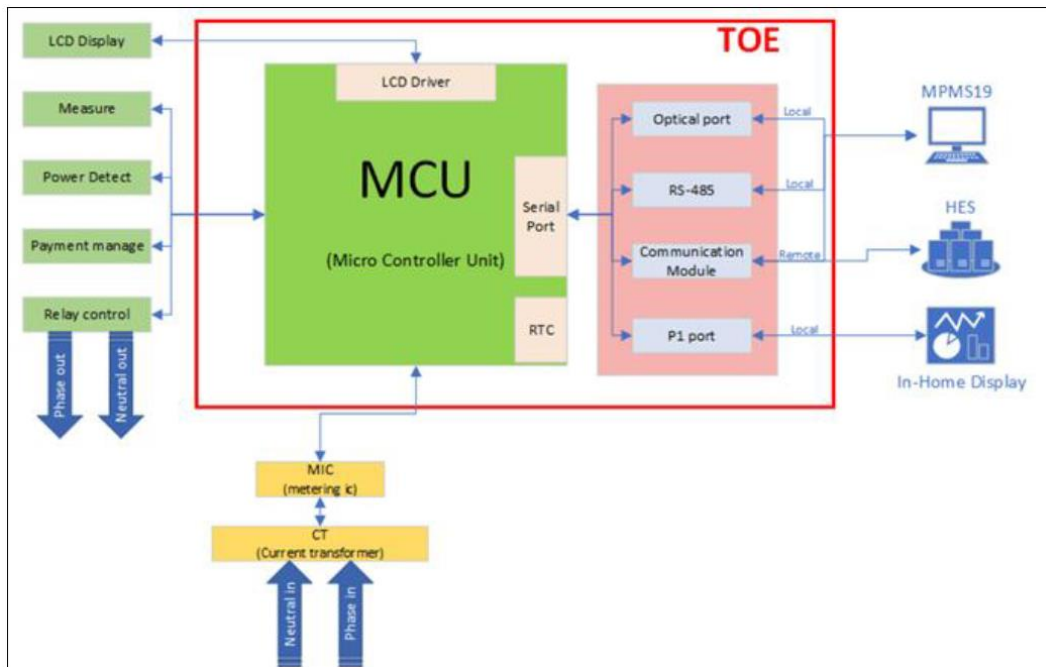 TOE
LCD Display
LCD Driver
MPMS19
Measure
Optical port
Local
MCU
Power Detect
RS-485
Local
Serial
Port
HES
Payment manage
(Micro Controller Unit)
Communication
Module
Remote
Relay control
RTC
P1 port
Local
In-Home Display
Phase out
Neutral out
MIC
(metering ic)
CT
(Current transformer)
Neutral in
Phase in